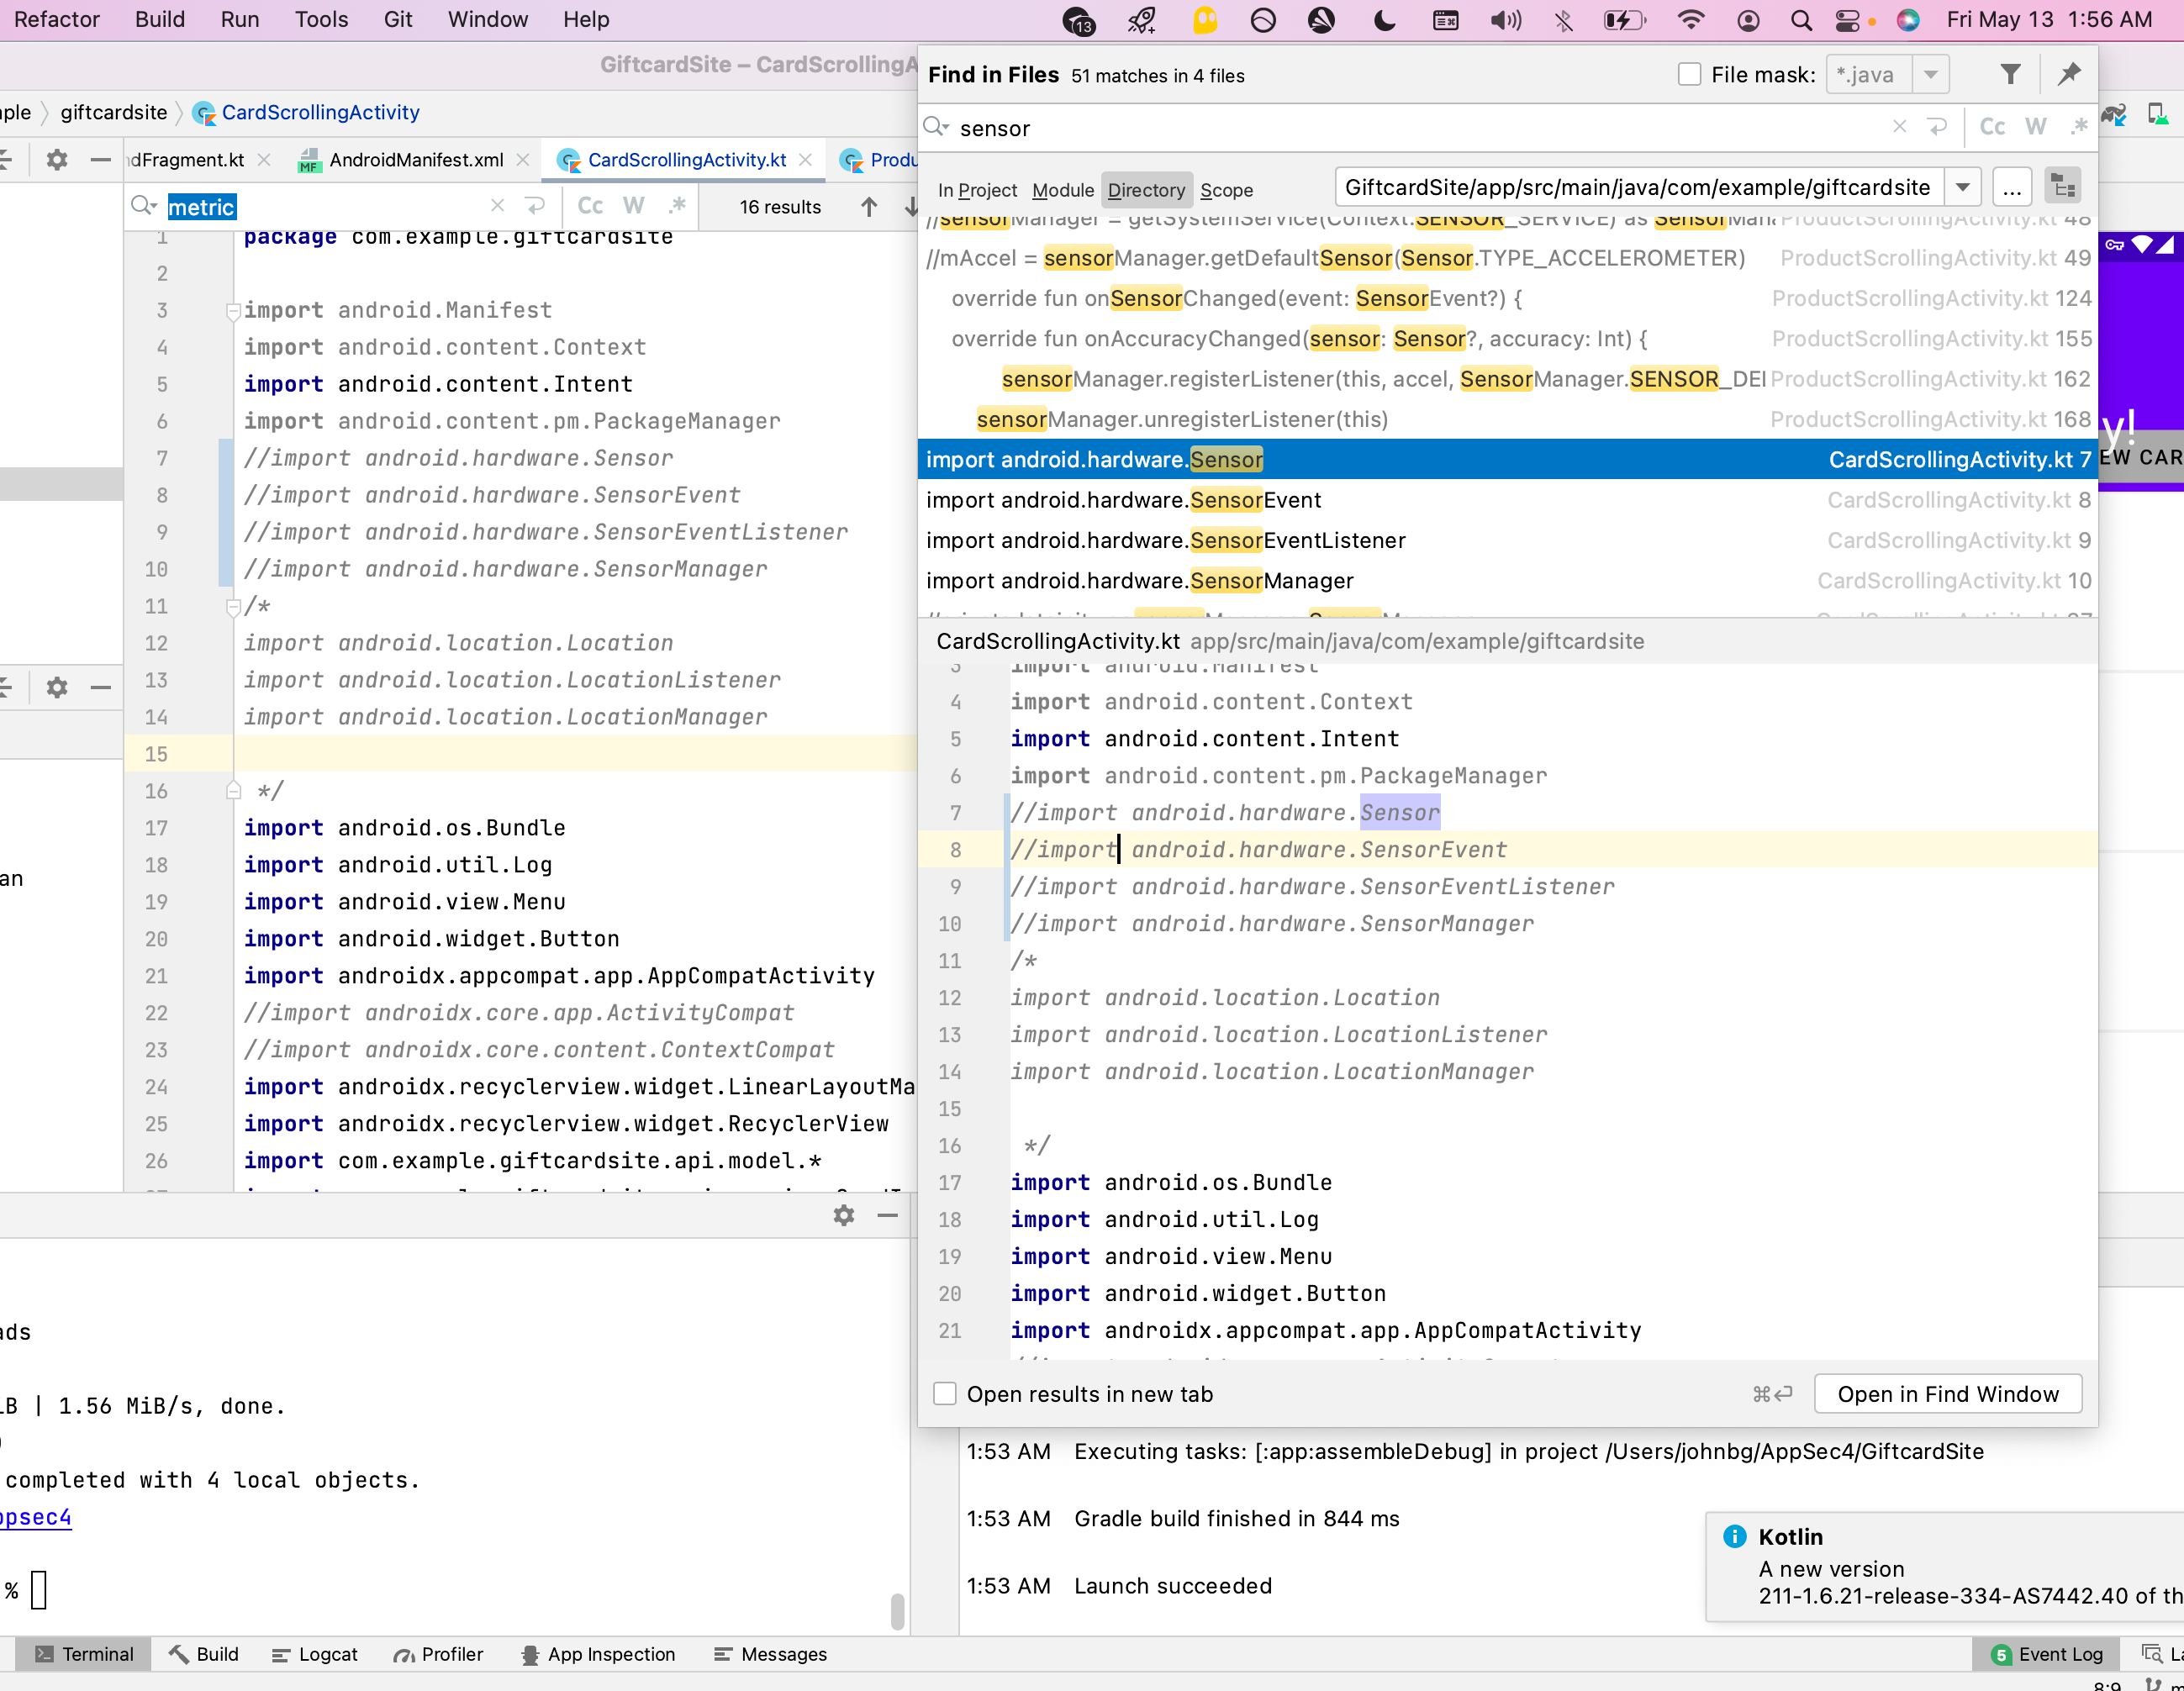 Refactor Build Run Tools Git Window Help 13 Fri May 13 1:56 AM
GiftcardSite – CardScrollingA
giftcardsite CardScrollingActivity
dFragment.kt AndroidManifest.xml CardScrollingActivity.kt Produ
metric Cc W .* 16 results
1 package com.example.giftcardsite
2
3 import android.Manifest
4 import android.content.Context
5 import android.content.Intent
6 import android.content.pm.PackageManager
7 //import android.hardware.Sensor
8 //import android.hardware.SensorEvent
9 //import android.hardware.SensorEventListener
10 //import android.hardware.SensorManager
11 /*
12 import android.location.Location
13 import android.location.LocationListener
14 import android.location.LocationManager
15
16 */
17 import android.os.Bundle
18 import android.util.Log
19 import android.view.Menu
20 import android.widget.Button
21 import androidx.appcompat.app.AppCompatActivity
22 //import androidx.core.app.ActivityCompat
23 //import androidx.core.content.ContextCompat
24 import androidx.recyclerview.widget.LinearLayoutMa
25 import androidx.recyclerview.widget.RecyclerView
26 import com.example.giftcardsite.api.model.*
Find in Files 51 matches in 4 files File mask: *.java
sensor Cc W .*
In Project Module Directory Scope GiftcardSite/app/src/main/java/com/example/giftcardsite ...
//sensorManager = getSystemService(Context.SENSOR_SERVICE) as SensorMana ProductScrollingActivity.kt 48
//mAccel = sensorManager.getDefaultSensor(Sensor.TYPE_ACCELEROMETER) ProductScrollingActivity.kt 49
override fun onSensorChanged(event: SensorEvent?) { ProductScrollingActivity.kt 124
override fun onAccuracyChanged(sensor: Sensor?, accuracy: Int) { ProductScrollingActivity.kt 155
sensorManager.registerListener(this, accel, SensorManager.SENSOR_DEL ProductScrollingActivity.kt 162
sensorManager.unregisterListener(this) ProductScrollingActivity.kt 168
import android.hardware.Sensor CardScrollingActivity.kt 7
import android.hardware.SensorEvent CardScrollingActivity.kt 8
import android.hardware.SensorEventListener CardScrollingActivity.kt 9
import android.hardware.SensorManager CardScrollingActivity.kt 10
CardScrollingActivity.kt app/src/main/java/com/example/giftcardsite
3 import android.Manifest
4 import android.content.Context
5 import android.content.Intent
6 import android.content.pm.PackageManager
7 //import android.hardware.Sensor
8 //import android.hardware.SensorEvent
9 //import android.hardware.SensorEventListener
10 //import android.hardware.SensorManager
11 /*
12 import android.location.Location
13 import android.location.LocationListener
14 import android.location.LocationManager
15
16 */
17 import android.os.Bundle
18 import android.util.Log
19 import android.view.Menu
20 import android.widget.Button
21 import androidx.appcompat.app.AppCompatActivity
Open results in new tab ⌘↩ Open in Find Window
y!
EW CAR
an
ads
LB | 1.56 MiB/s, done.
completed with 4 local objects.
ppsec4
%
1:53 AM Executing tasks: [:app:assembleDebug] in project /Users/johnbg/AppSec4/GiftcardSite
1:53 AM Gradle build finished in 844 ms
1:53 AM Launch succeeded
Kotlin
A new version
211-1.6.21-release-334-AS7442.40 of th
Terminal Build Logcat Profiler App Inspection Messages 5 Event Log La
8:9